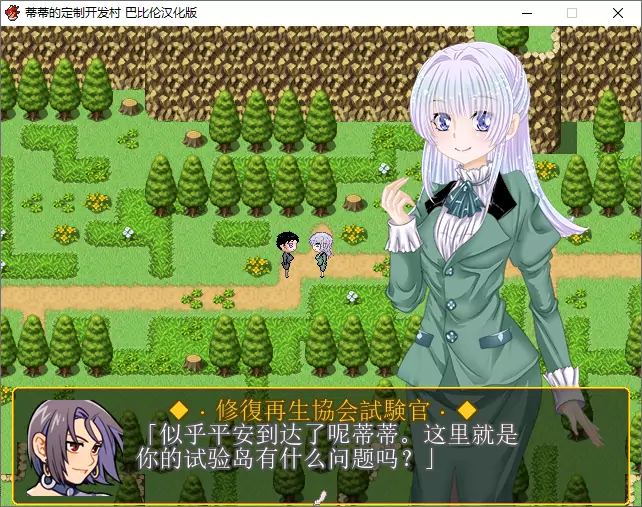 蒂蒂的定制开发村 巴比伦汉化版
◆．修復再生協会試験官．◆
「似乎平安到达了呢蒂蒂。这里就是
你的试验岛有什么问题吗？」